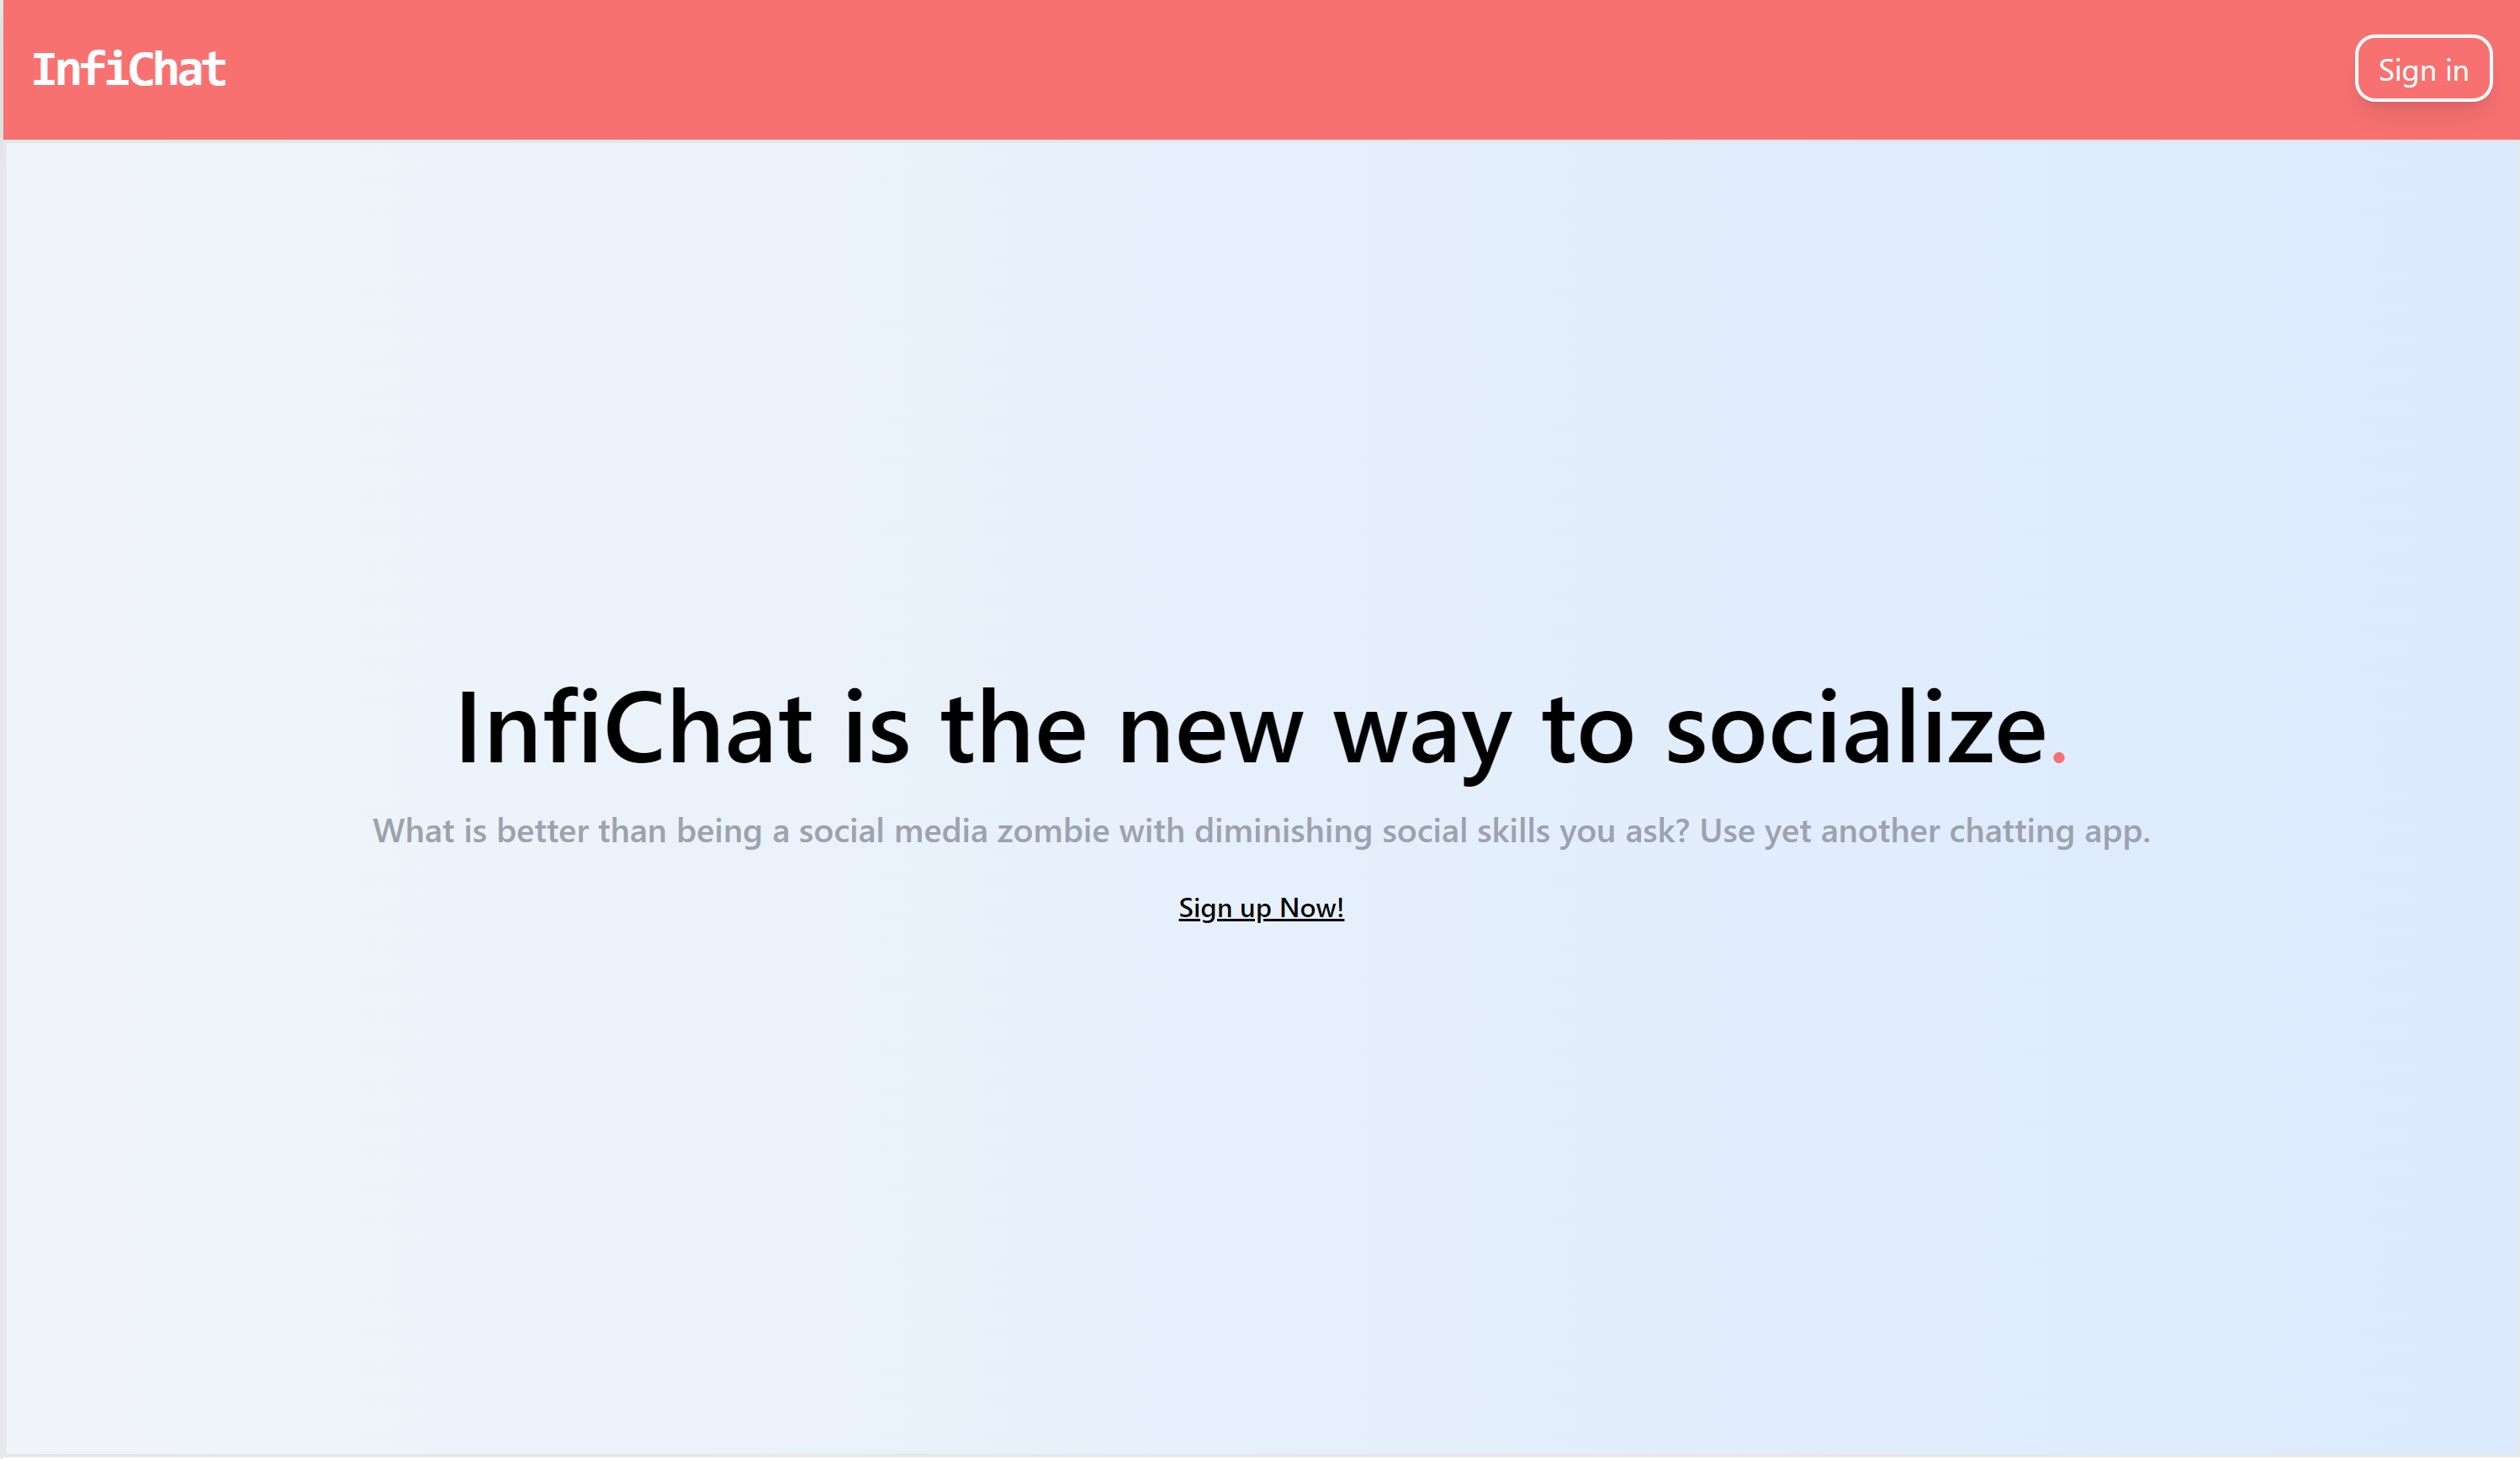 InfiChat
Sign in
InfiChat is the new way to socialize.
What is better than being a social media zombie with diminishing social skills you ask? Use yet another chatting app.
Sign up Now!